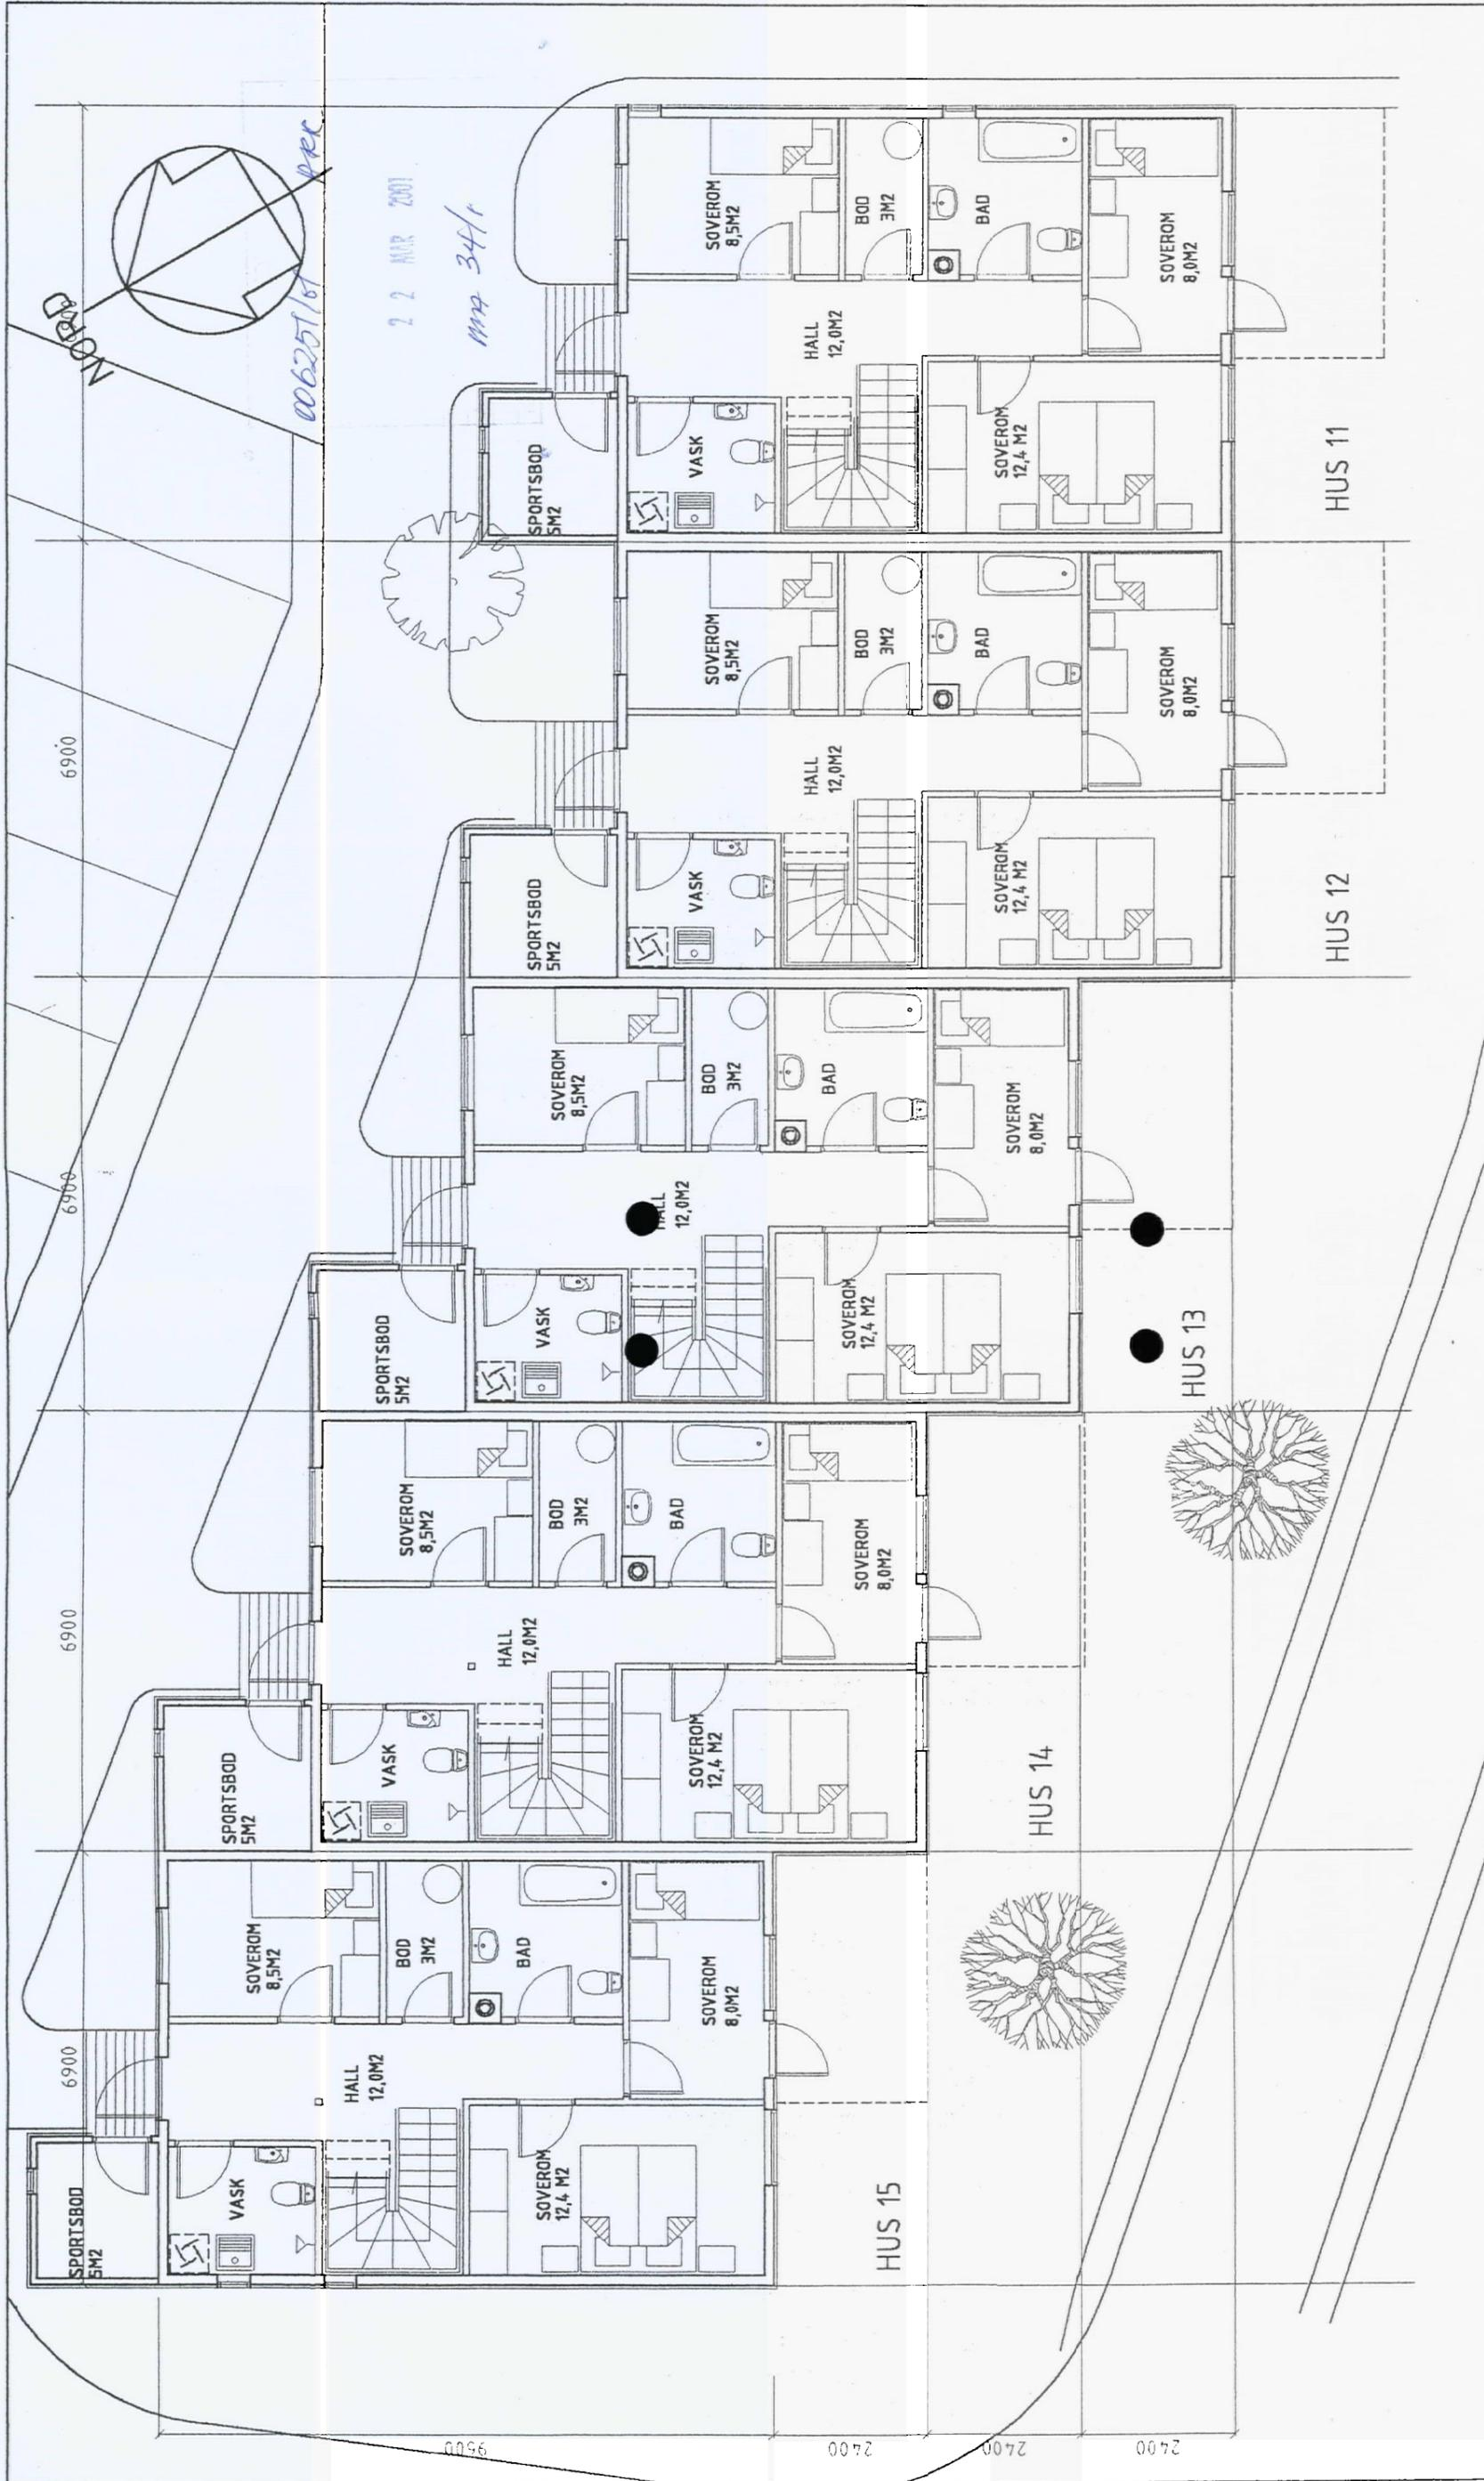 NORD
006257/01 ARK
22 MAR 2001
6900
6900
6900
6900
9600
2400
2400
2400
SPORTSBOD
5M2
VASK
HALL
12,0M2
SOVEROM
8,5M2
BOD
3M2
BAD
SOVEROM
12,4 M2
SOVEROM
8,0M2
HUS 15
SPORTSBOD
5M2
VASK
HALL
12,0M2
SOVEROM
8,5M2
BOD
3M2
BAD
SOVEROM
12,4 M2
SOVEROM
8,0M2
HUS 14
SPORTSBOD
5M2
VASK
HALL
12,0M2
SOVEROM
8,5M2
BOD
3M2
BAD
SOVEROM
12,4 M2
SOVEROM
8,0M2
HUS 13
SPORTSBOD
5M2
VASK
HALL
12,0M2
SOVEROM
8,5M2
BOD
3M2
BAD
SOVEROM
12,4 M2
SOVEROM
8,0M2
HUS 12
SPORTSBOD
5M2
VASK
HALL
12,0M2
SOVEROM
8,5M2
BOD
3M2
BAD
SOVEROM
12,4 M2
SOVEROM
8,0M2
HUS 11